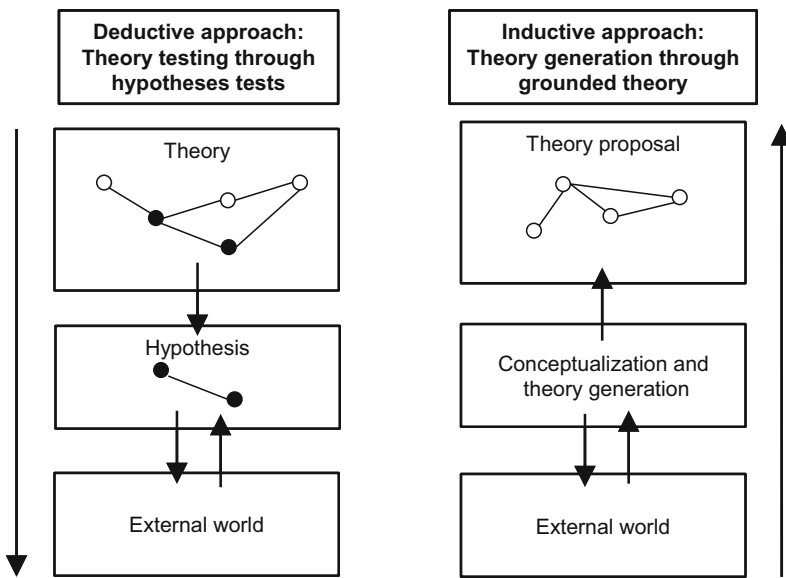 Deductive approach:
Theory testing through
hypotheses tests
Theory
Hypothesis
External world
Inductive approach:
Theory generation through
grounded theory
Theory proposal
Conceptualization and
theory generation
External world